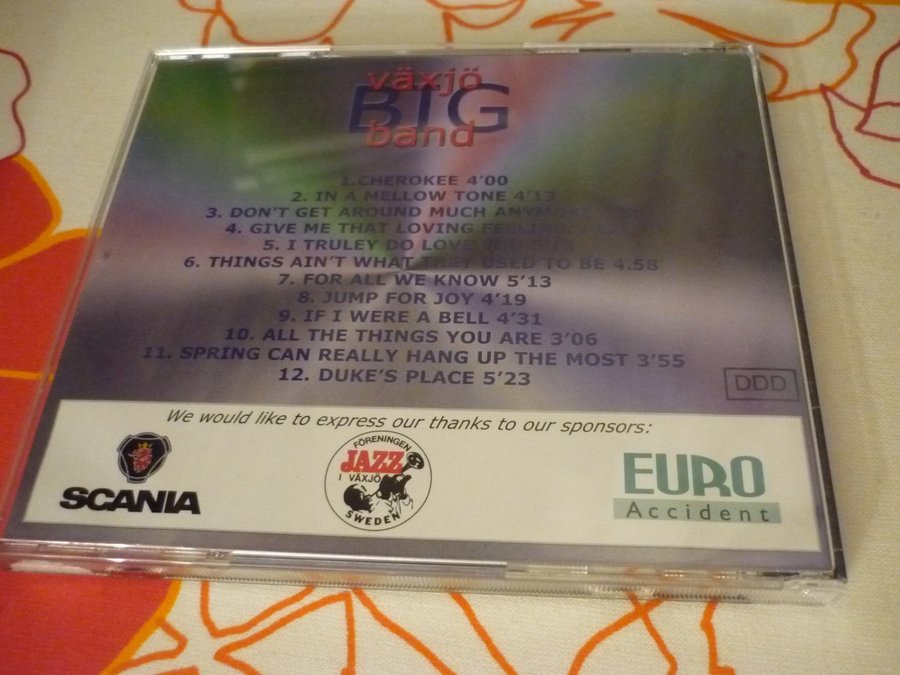 växjö
BIG
band
1.CHEROKEE 4'00
2. IN A MELLOW TONE 4'13
3. DON'T GET AROUND MUCH ANYMORE
4. GIVE ME THAT LOVING FEELING
5. I TRULEY DO LOVE YOU
6. THINGS AIN'T WHAT THEY USED TO BE 4.58
7. FOR ALL WE KNOW 5'13
8. JUMP FOR JOY 4'19
9. IF I WERE A BELL 4'31
10. ALL THE THINGS YOU ARE 3'06
11. SPRING CAN REALLY HANG UP THE MOST 3'55
12. DUKE'S PLACE 5'23
DDD
We would like to express our thanks to our sponsors:
SCANIA
FÖRENINGEN
JAZZ
I VÄXJÖ
SWEDEN
EURO
Accident